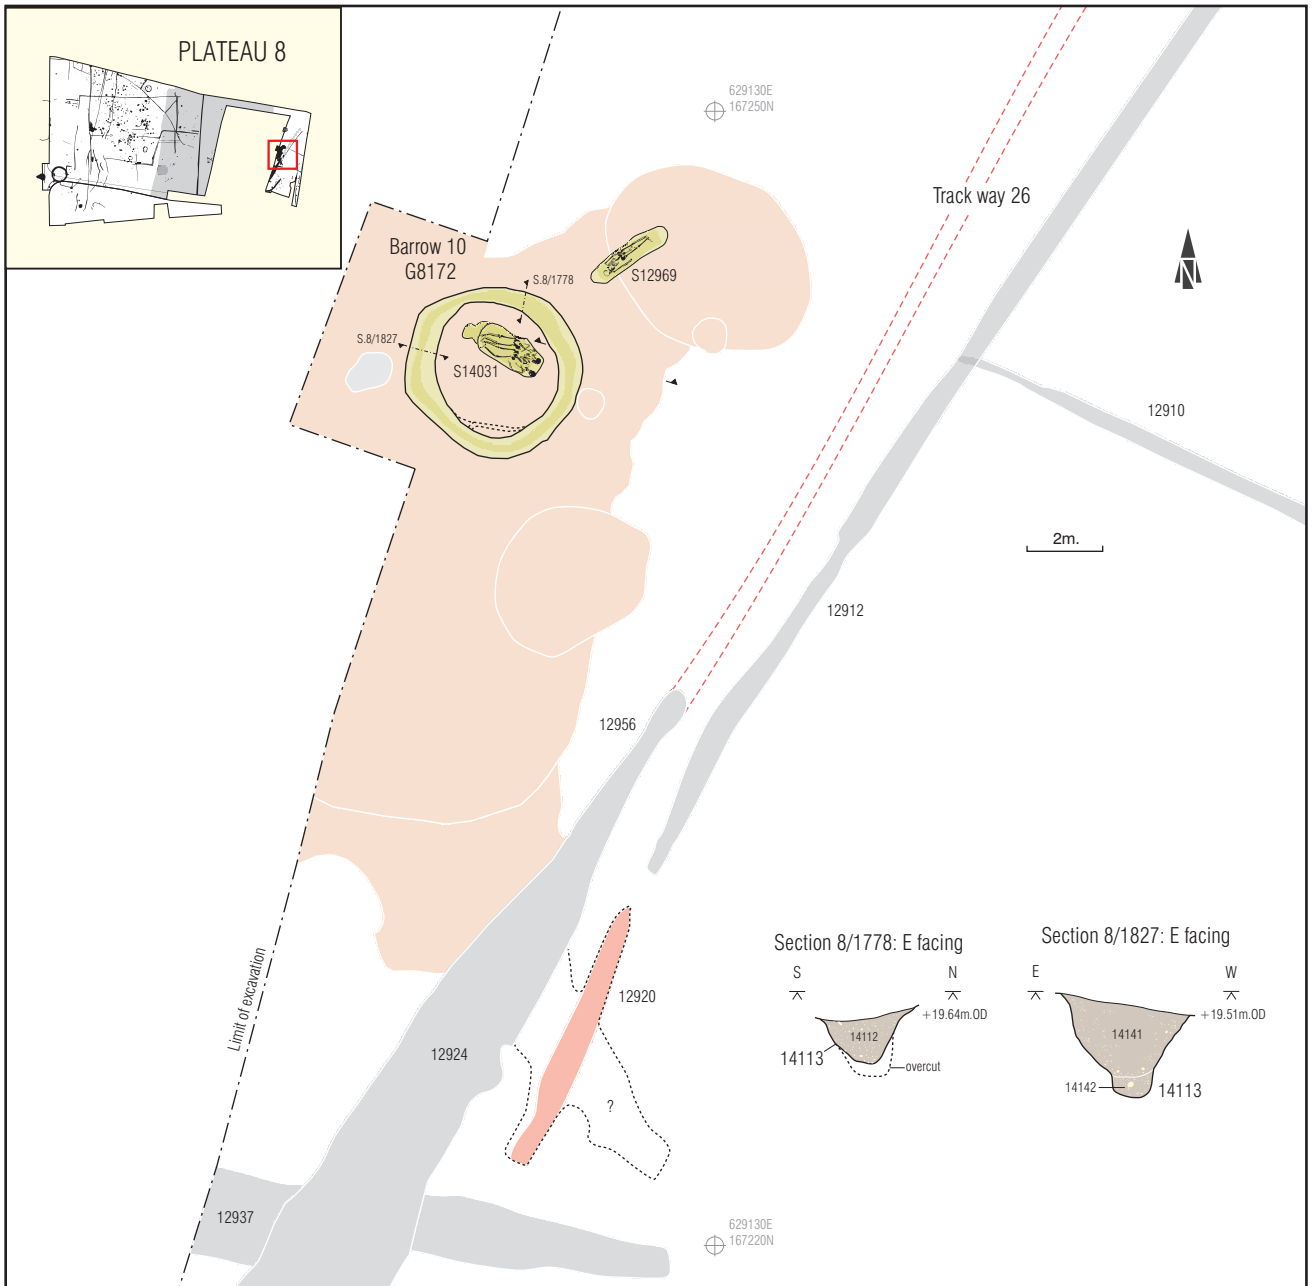 PLATEAU 8
629130E
167250N
Track way 26
Barrow 10
G8172
S.8/1778
S12969
N
S.8/1827
S14031
12910
2m.
12912
12956
Section 8/1778: E facing
Section 8/1827: E facing
S
N
E
W
+19.64m.OD
+19.51m.OD
14112
14113
overcut
14141
14142
14113
12920
Limit of excavation
12924
?
12937
629130E
167220N